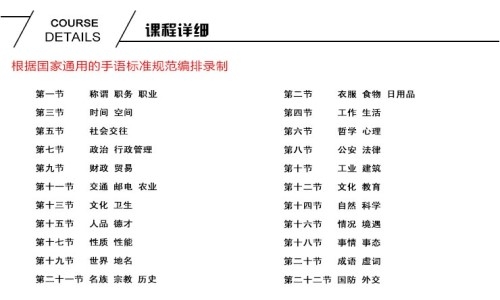 COURSE
DETAILS
课程详细
根据国家通用的手语标准规范编排录制
第一节 称谓 职务 职业 第二节 衣服 食物 日用品
第三节 时间 空间 第四节 工作 生活
第五节 社会交往 第六节 哲学 心理
第七节 政治 行政管理 第八节 公安 法律
第九节 财政 贸易 第十节 工业 建筑
第十一节 交通 邮电 农业 第十二节 文化 教育
第十三节 文化 卫生 第十四节 自然 科学
第十五节 人品 德才 第十六节 情况 境遇
第十七节 性质 性能 第十八节 事情 事态
第十九节 世界 地名 第二十节 成语 虚词
第二十一节 名族 宗教 历史 第二十二节 国防 外交